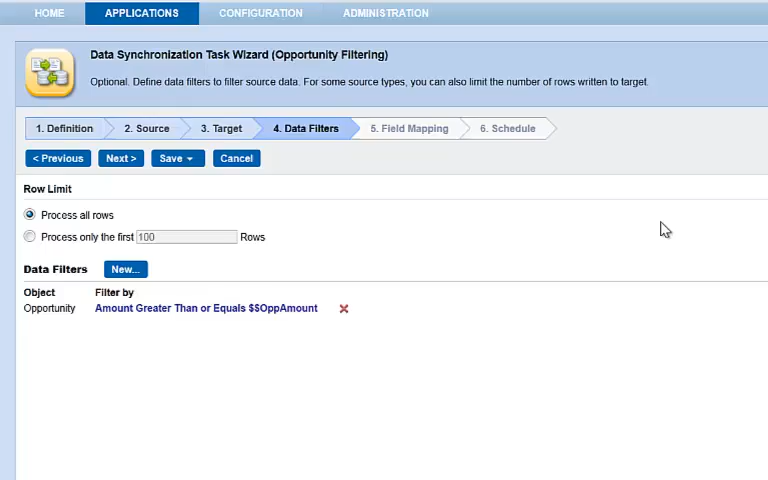 HOME APPLICATIONS CONFIGURATION ADMINISTRATION
Data Synchronization Task Wizard (Opportunity Filtering)
Optional. Define data filters to filter source data. For some source types, you can also limit the number of rows written to target.
1. Definition 2. Source 3. Target 4. Data Filters 5. Field Mapping 6. Schedule
< Previous Next > Save Cancel
Row Limit
Process all rows
Process only the first 100 Rows
Data Filters New...
Object Filter by
Opportunity Amount Greater Than or Equals $$OppAmount